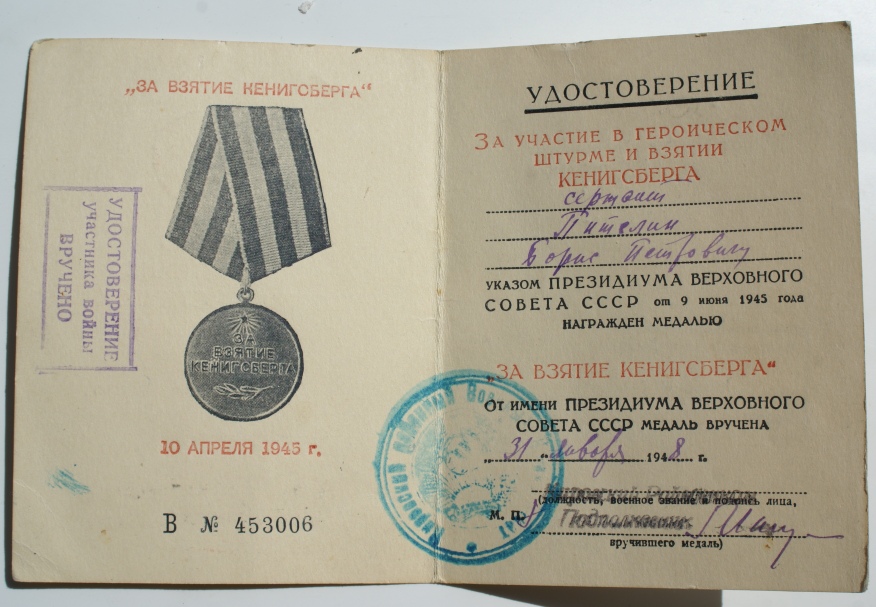 „ЗА ВЗЯТИЕ КЕНИГСБЕРГА“
УДОСТОВЕРЕНИЕ
участника войны
ВРУЧЕНО
ЗА
ВЗЯТИЕ
КЕНИГСБЕРГА
10 АПРЕЛЯ 1945 г.
В № 453006
УДОСТОВЕРЕНИЕ
ЗА УЧАСТИЕ В ГЕРОИЧЕСКОМ
ШТУРМЕ И ВЗЯТИИ
КЕНИГСБЕРГА
сержант
Пителин
Борис Петрович
УКАЗОМ ПРЕЗИДИУМА ВЕРХОВНОГО
СОВЕТА СССР от 9 июня 1945 года
НАГРАЖДЕН МЕДАЛЬЮ
„ЗА ВЗЯТИЕ КЕНИГСБЕРГА“
От имени ПРЕЗИДИУМА ВЕРХОВНОГО
СОВЕТА СССР МЕДАЛЬ ВРУЧЕНА
„31“ января 1948 г.
(должность, военное звание и подпись лица,
М. П.
Подполковник
вручившего медаль)